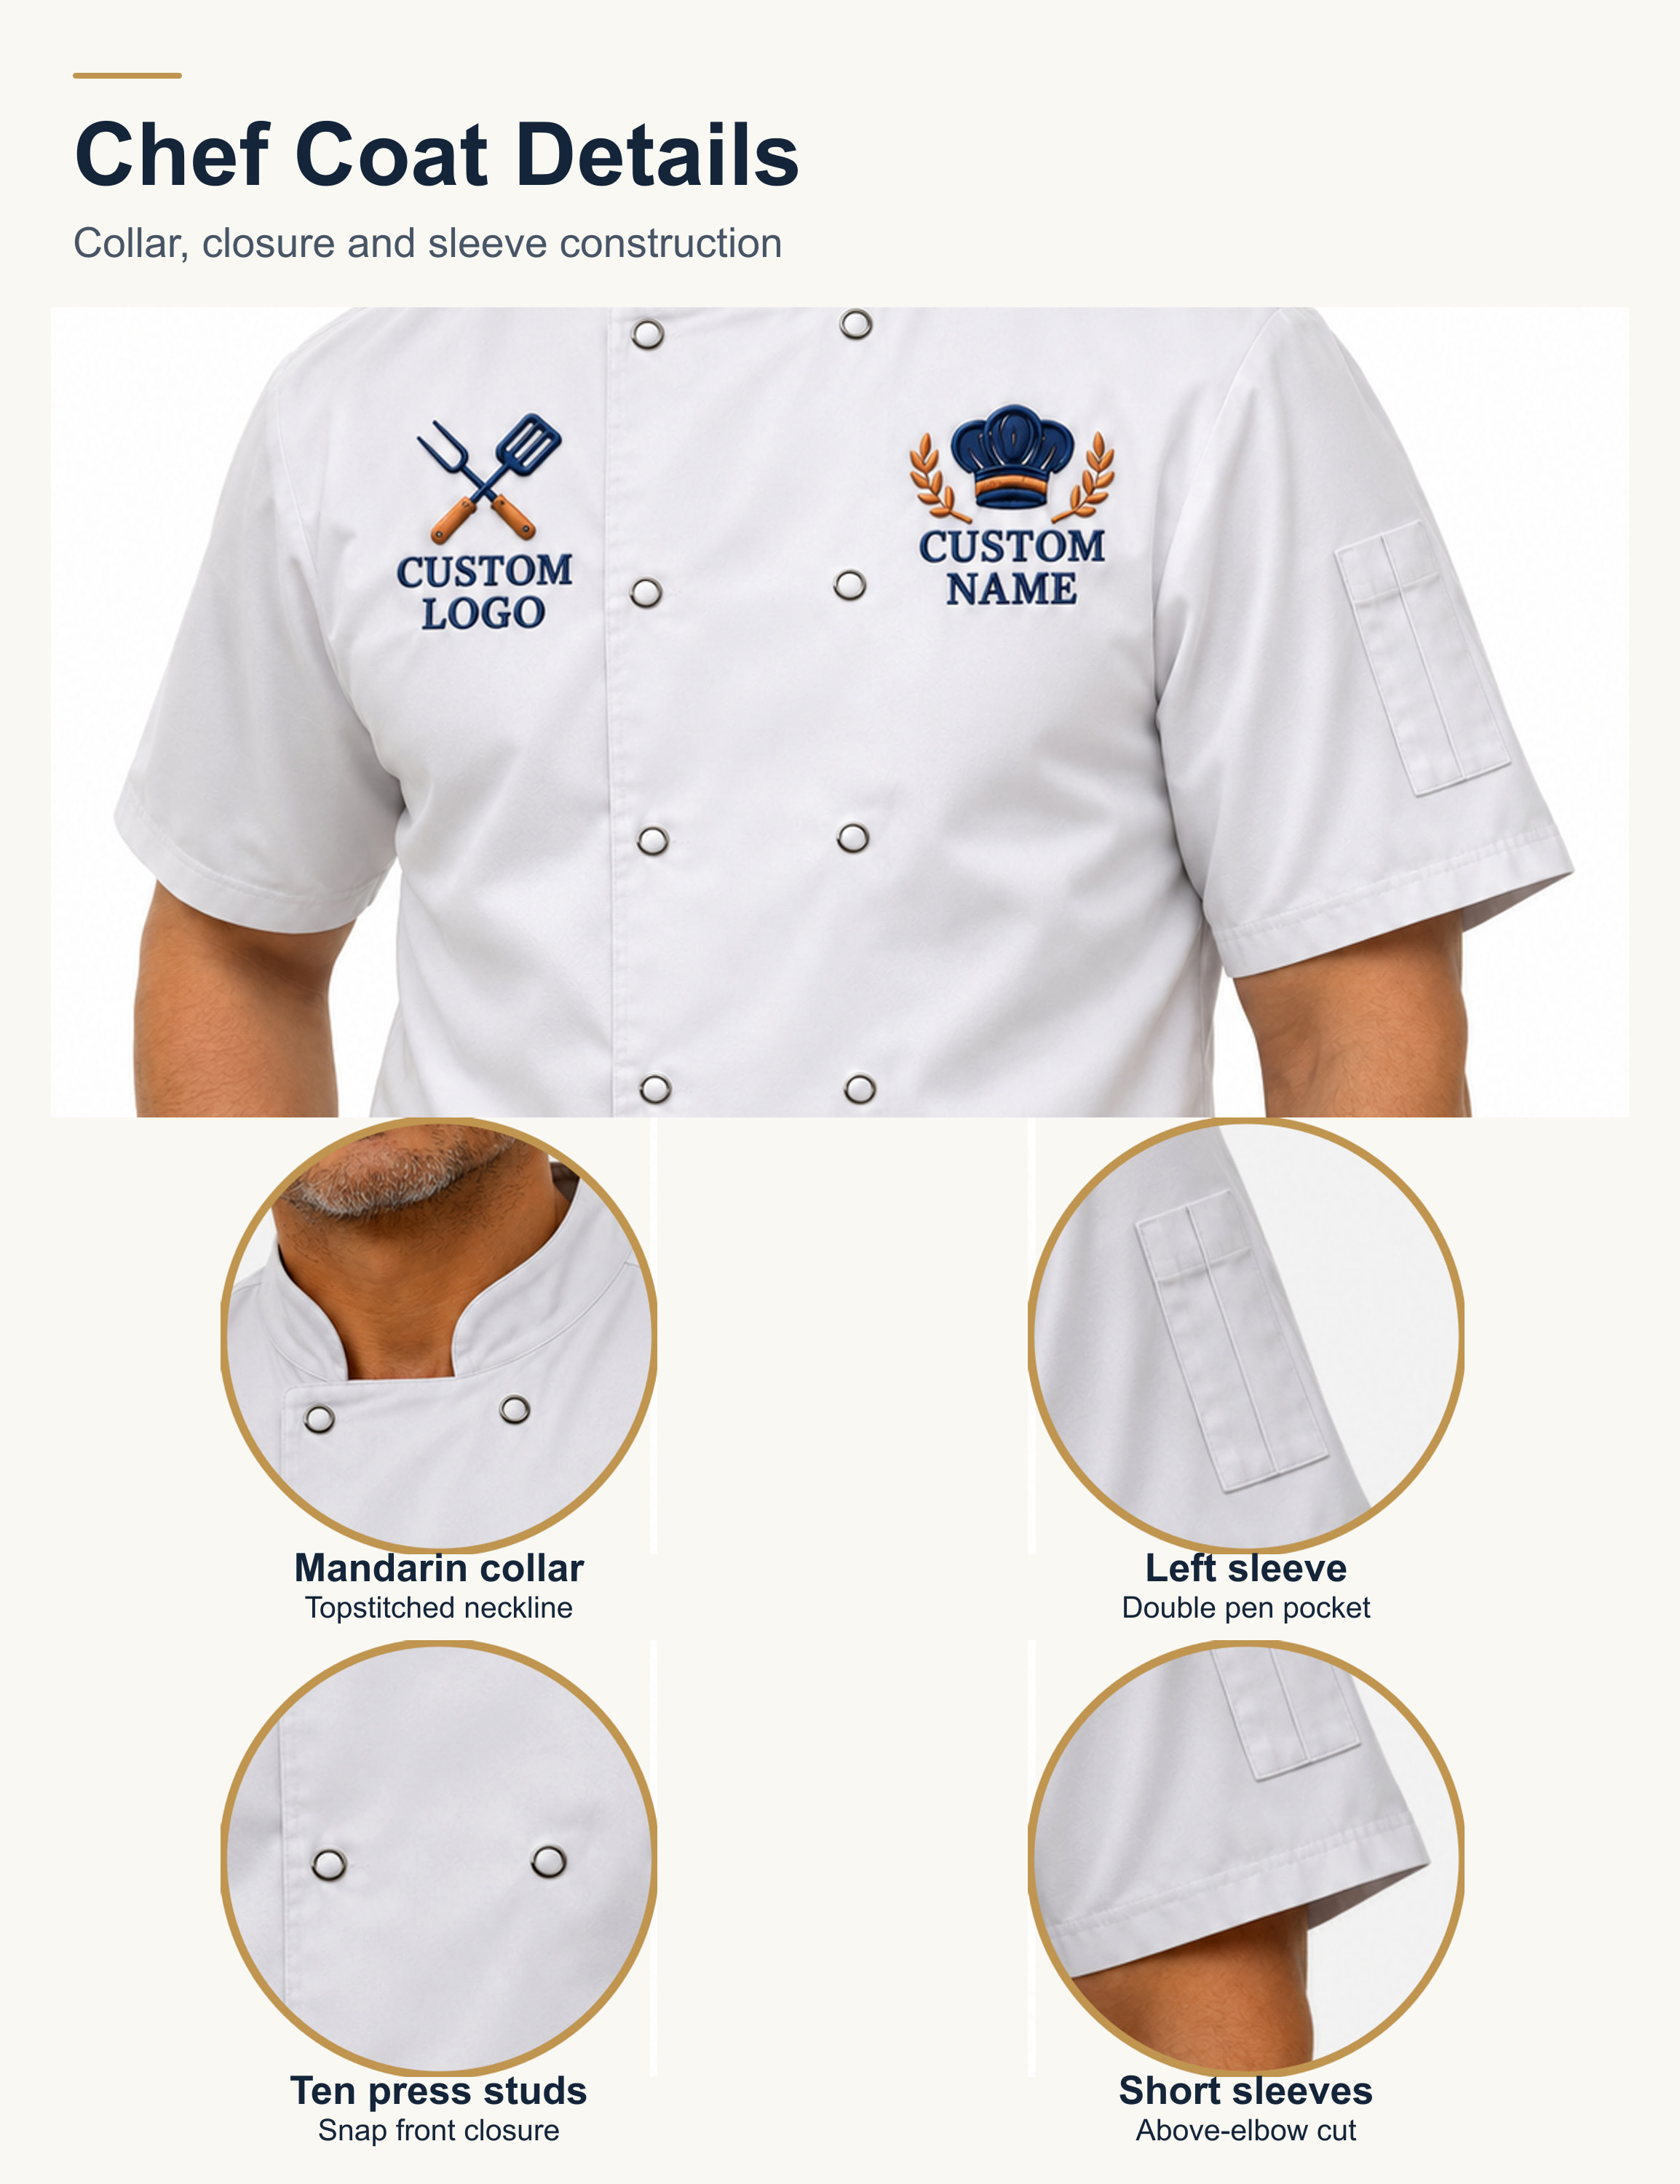 Chef Coat Details
Collar, closure and sleeve construction
CUSTOM
LOGO
CUSTOM
NAME
Mandarin collar
Topstitched neckline
Left sleeve
Double pen pocket
Ten press studs
Snap front closure
Short sleeves
Above-elbow cut